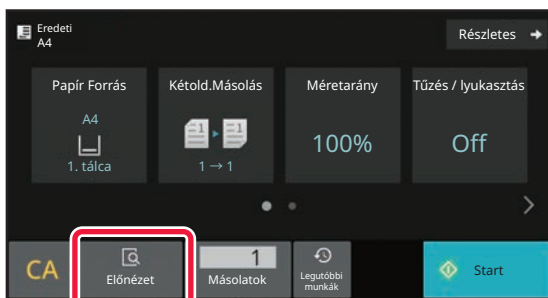 Eredeti
A4
Részletes
Papír Forrás
A4
1. tálca
Kétold.Másolás
1 → 1
Méretarány
100%
Tűzés / lyukasztás
Off
CA
Előnézet
1
Másolatok
Legutóbbi
munkák
Start